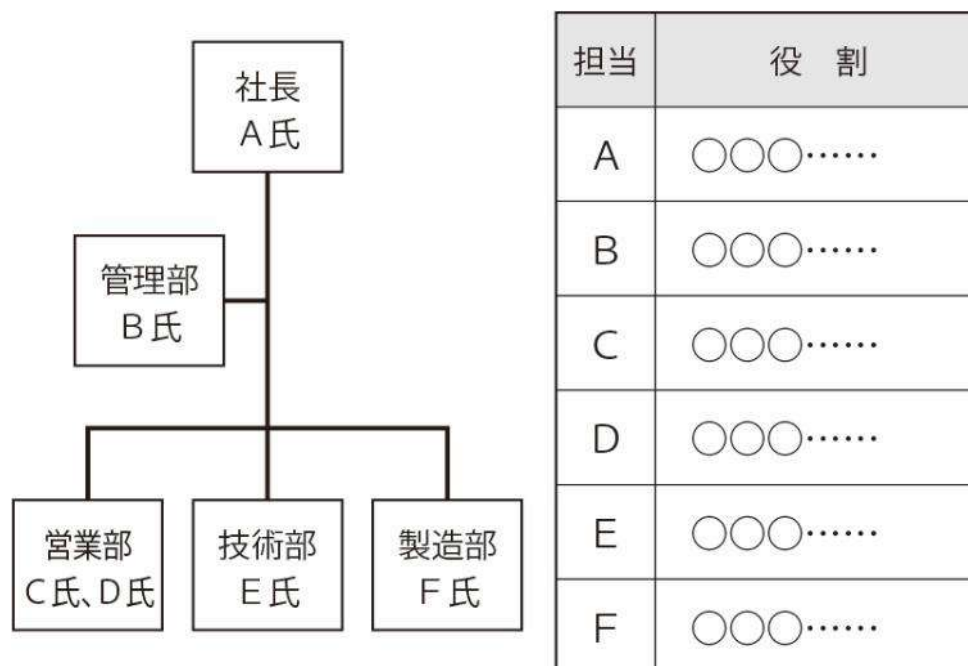 社長
A氏
管理部
B氏
営業部
C氏、D氏
技術部
E氏
製造部
F氏
担当 役 割
A ○○○……
B ○○○……
C ○○○……
D ○○○……
E ○○○……
F ○○○……